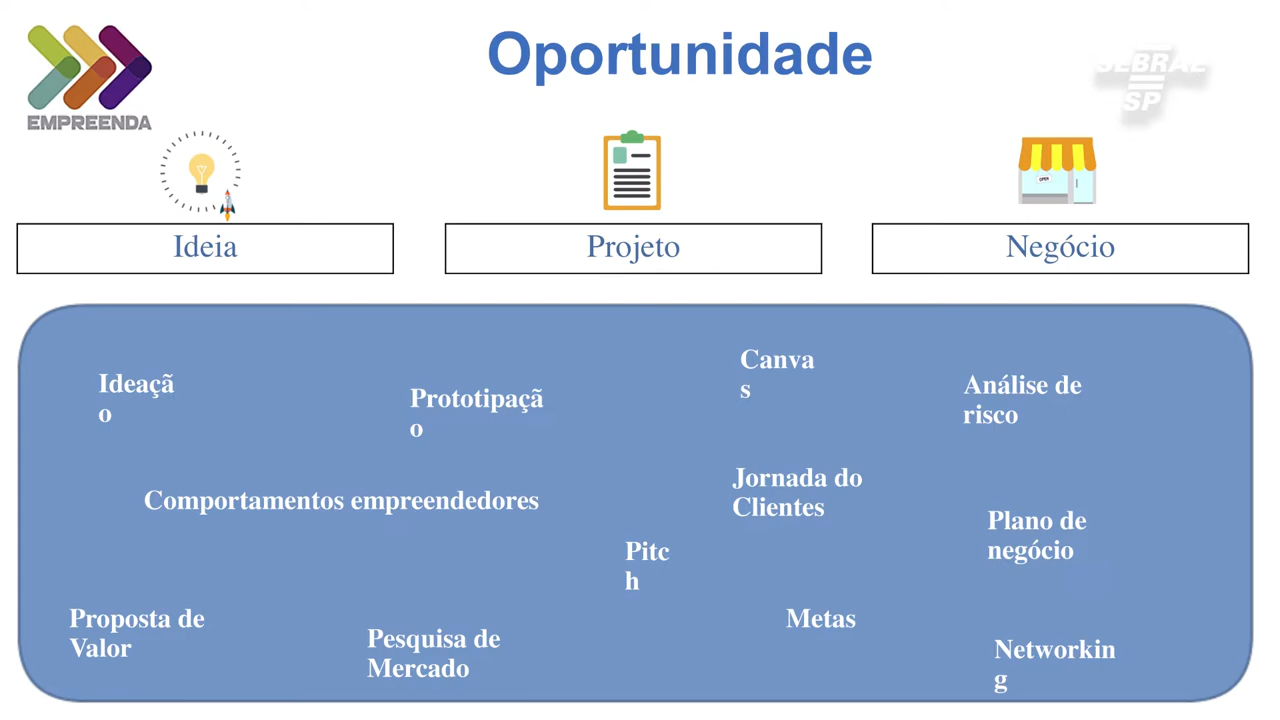 Oportunidade
SEBRAE
SP
EMPREENDA
OPEN
Ideia
Projeto
Negócio
Canva
s
Ideaçã
o
Prototipaçã
o
Análise de
risco
Comportamentos empreendedores
Jornada do
Clientes
Plano de
negócio
Pitc
h
Proposta de
Valor
Pesquisa de
Mercado
Metas
Networkin
g